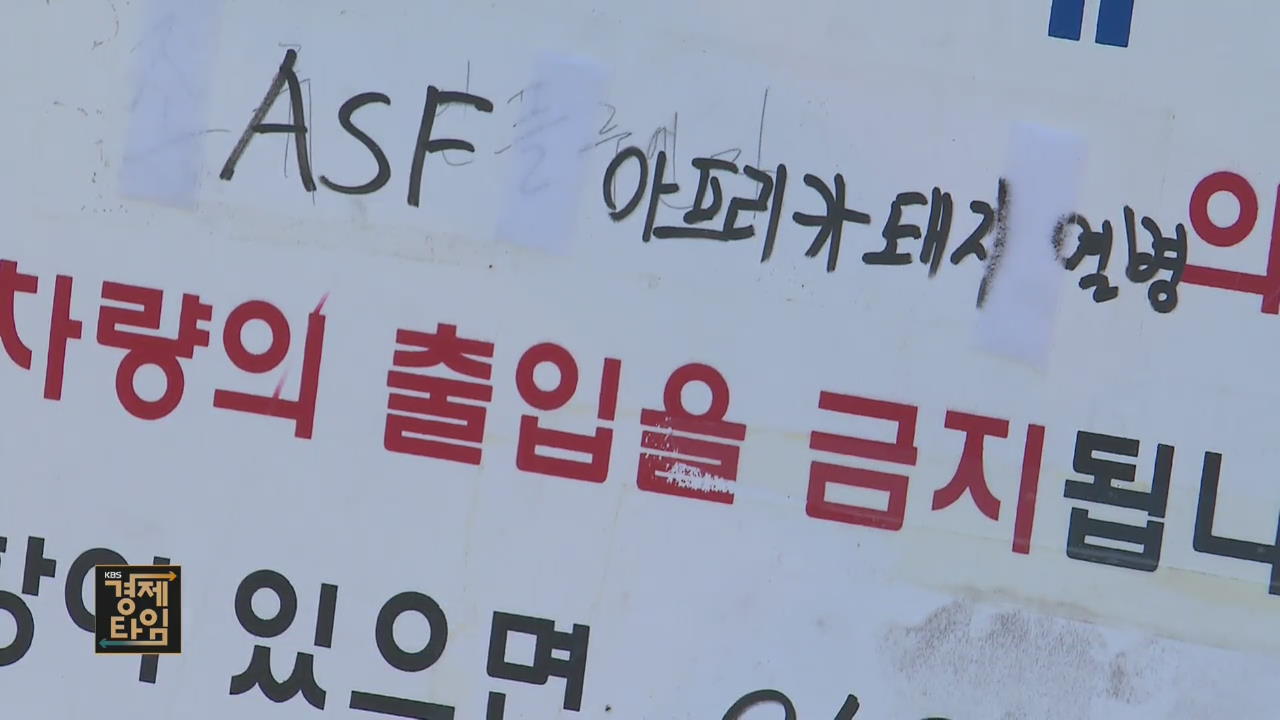 ASF 아프리카돼지 열병의
차량의 출입을 금지됩니
있으면
KBS
경제
타임